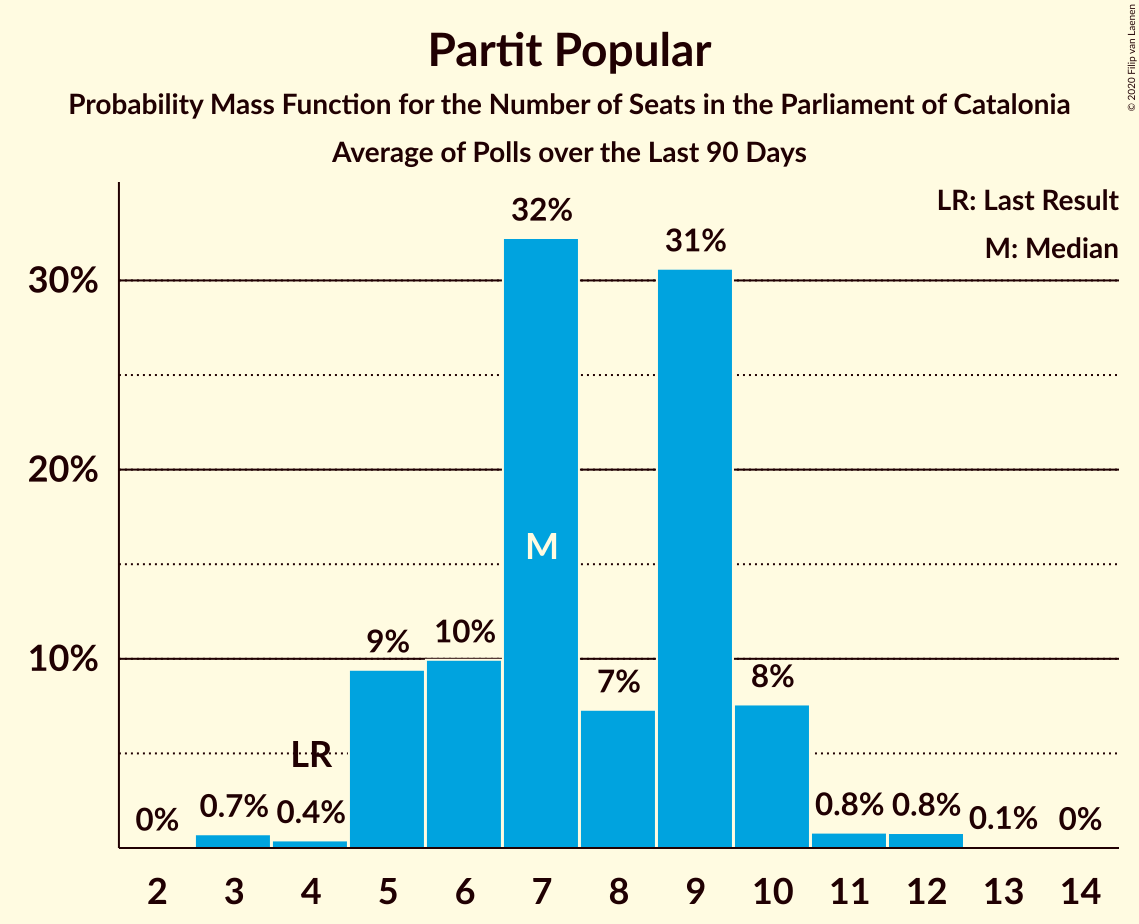 Partit Popular
Probability Mass Function for the Number of Seats in the Parliament of Catalonia
Average of Polls over the Last 90 Days
© 2020 Filip van Laenen
LR: Last Result
M: Median
30%
20%
10%
0%
0.7%
0.4%
LR
9%
10%
32%
M
7%
31%
8%
0.8%
0.8%
0.1%
0%
2 3 4 5 6 7 8 9 10 11 12 13 14